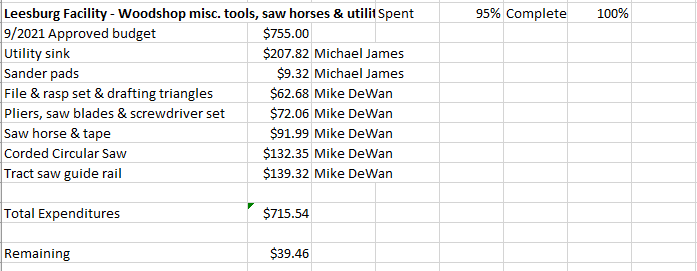 Leesburg Facility - Woodshop misc. tools, saw horses & utilit Spent 95% Complete 100%
9/2021 Approved budget $755.00
Utility sink $207.82 Michael James
Sander pads $9.32 Michael James
File & rasp set & drafting triangles $62.68 Mike DeWan
Pliers, saw blades & screwdriver set $72.06 Mike DeWan
Saw horse & tape $91.99 Mike DeWan
Corded Circular Saw $132.35 Mike DeWan
Tract saw guide rail $139.32 Mike DeWan
Total Expenditures $715.54
Remaining $39.46